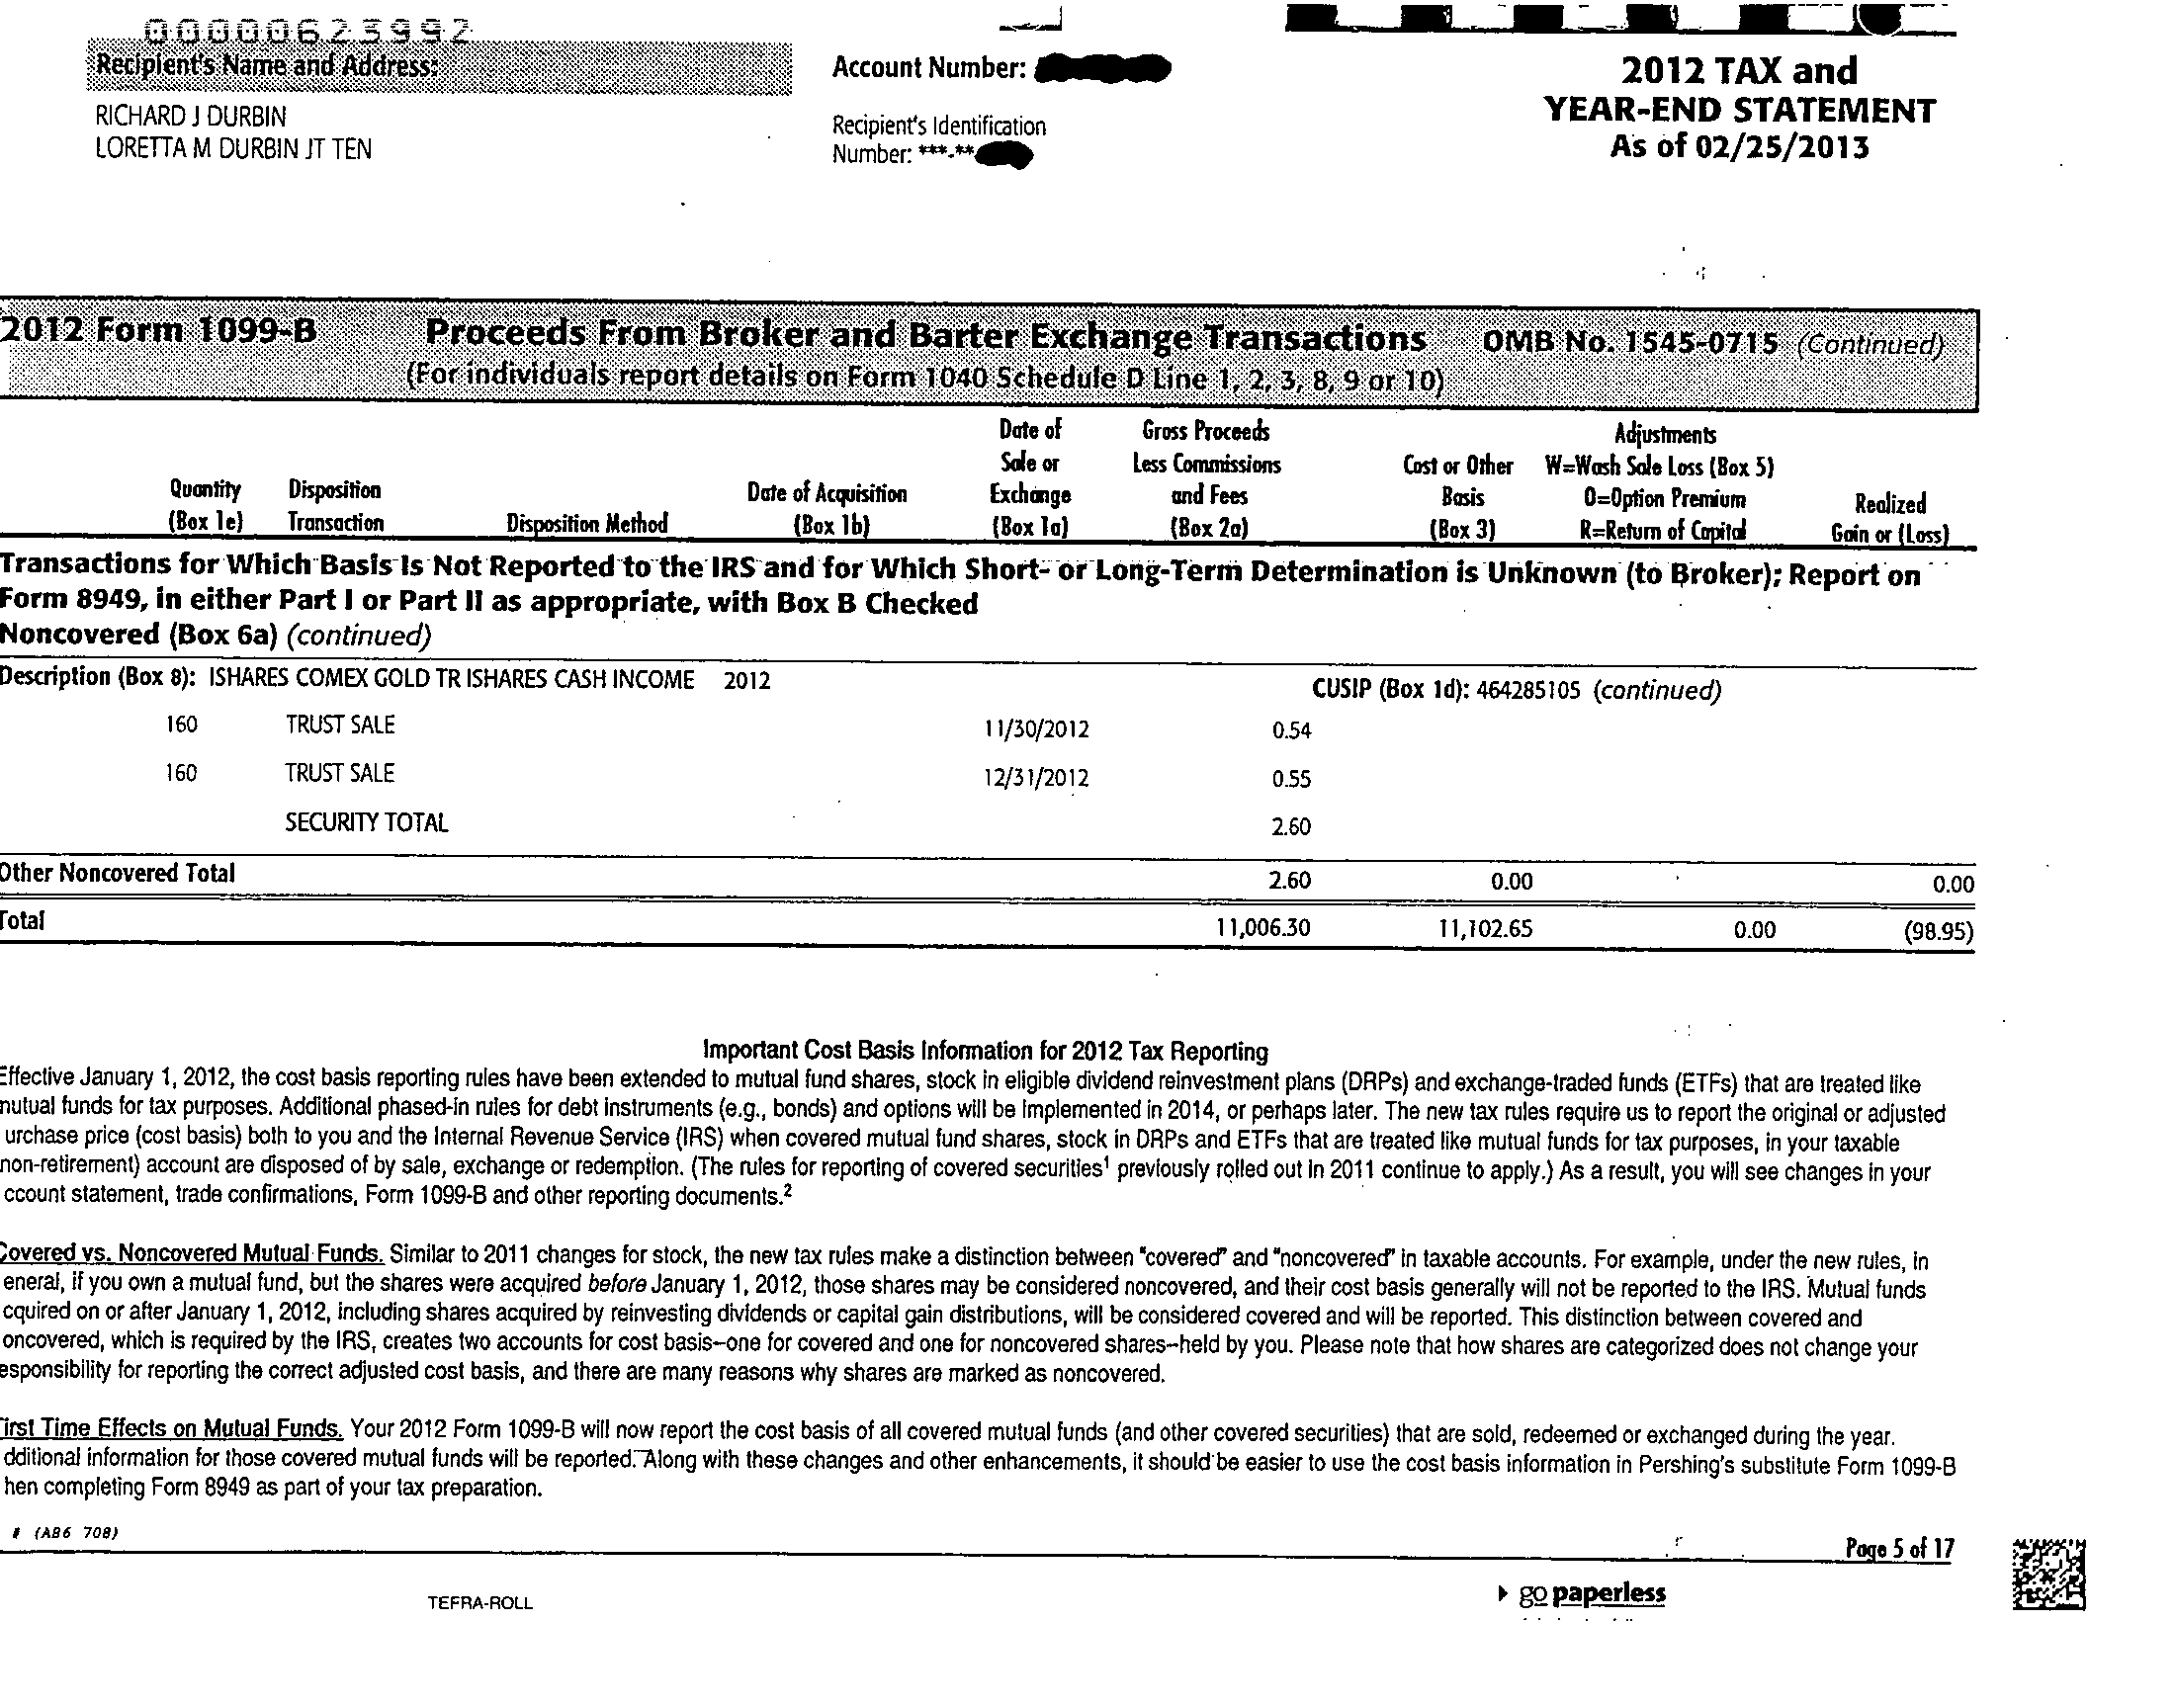 00000623992
Recipient's Name and Address:
RICHARD J DURBIN
LORETTA M DURBIN JT TEN
Account Number:
Recipient's Identification
Number: ***-**
2012 TAX and
YEAR-END STATEMENT
As of 02/25/2013
2012 Form 1099-B Proceeds From Broker and Barter Exchange Transactions OMB No. 1545-0715 (Continued)
(For individuals report details on Form 1040 Schedule D Line 1, 2, 3, 8, 9 or 10)
Quantity
(Box 1e)
Disposition
Transaction
Disposition Method
Date of Acquisition
(Box 1b)
Date of
Sale or
Exchange
(Box 1a)
Gross Proceeds
Less Commissions
and Fees
(Box 2a)
Cost or Other
Basis
(Box 3)
Adjustments
W=Wash Sale Loss (Box 5)
O=Option Premium
R=Return of Capital
Realized
Gain or (Loss)
Transactions for Which Basis Is Not Reported to the IRS and for Which Short- or Long-Term Determination is Unknown (to Broker); Report on
Form 8949, in either Part I or Part II as appropriate, with Box B Checked
Noncovered (Box 6a) (continued)
Description (Box 8): ISHARES COMEX GOLD TR ISHARES CASH INCOME 2012 CUSIP (Box 1d): 464285105 (continued)
160 TRUST SALE 11/30/2012 0.54
160 TRUST SALE 12/31/2012 0.55
SECURITY TOTAL 2.60
Other Noncovered Total 2.60 0.00 0.00
Total 11,006.30 11,102.65 0.00 (98.95)
Important Cost Basis Information for 2012 Tax Reporting
Effective January 1, 2012, the cost basis reporting rules have been extended to mutual fund shares, stock in eligible dividend reinvestment plans (DRPs) and exchange-traded funds (ETFs) that are treated like
mutual funds for tax purposes. Additional phased-in rules for debt instruments (e.g., bonds) and options will be implemented in 2014, or perhaps later. The new tax rules require us to report the original or adjusted
urchase price (cost basis) both to you and the Internal Revenue Service (IRS) when covered mutual fund shares, stock in DRPs and ETFs that are treated like mutual funds for tax purposes, in your taxable
non-retirement) account are disposed of by sale, exchange or redemption. (The rules for reporting of covered securities¹ previously rolled out in 2011 continue to apply.) As a result, you will see changes in your
ccount statement, trade confirmations, Form 1099-B and other reporting documents.²
Covered vs. Noncovered Mutual Funds. Similar to 2011 changes for stock, the new tax rules make a distinction between "covered" and "noncovered" in taxable accounts. For example, under the new rules, in
eneral, if you own a mutual fund, but the shares were acquired before January 1, 2012, those shares may be considered noncovered, and their cost basis generally will not be reported to the IRS. Mutual funds
cquired on or after January 1, 2012, including shares acquired by reinvesting dividends or capital gain distributions, will be considered covered and will be reported. This distinction between covered and
oncovered, which is required by the IRS, creates two accounts for cost basis--one for covered and one for noncovered shares--held by you. Please note that how shares are categorized does not change your
esponsibility for reporting the correct adjusted cost basis, and there are many reasons why shares are marked as noncovered.
First Time Effects on Mutual Funds. Your 2012 Form 1099-B will now report the cost basis of all covered mutual funds (and other covered securities) that are sold, redeemed or exchanged during the year.
dditional information for those covered mutual funds will be reported. Along with these changes and other enhancements, it should be easier to use the cost basis information in Pershing's substitute Form 1099-B
hen completing Form 8949 as part of your tax preparation.
# (AB6 708)
Page 5 of 17
TEFRA-ROLL
go paperless